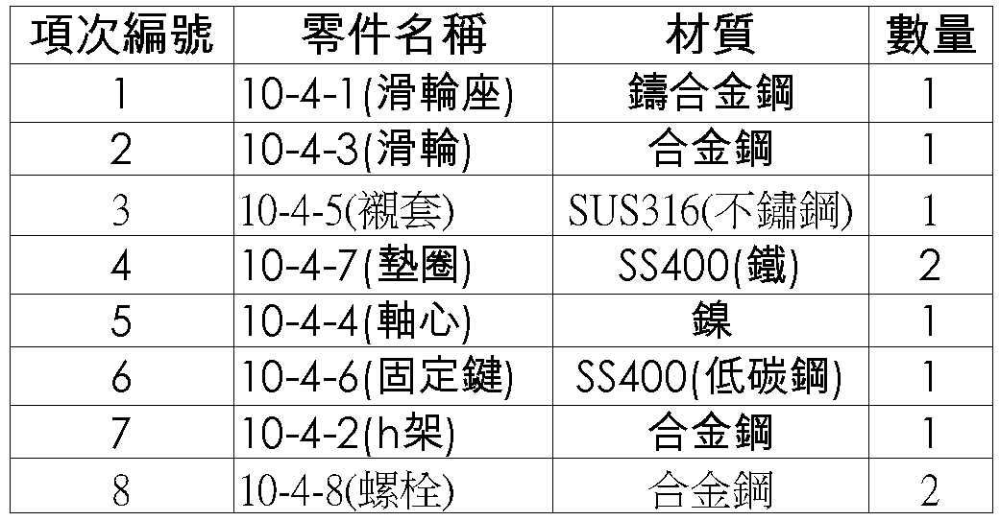 項次編號 零件名稱 材質 數量
1 10-4-1(滑輪座) 鑄合金鋼 1
2 10-4-3(滑輪) 合金鋼 1
3 10-4-5(襯套) SUS316(不鏽鋼) 1
4 10-4-7(墊圈) SS400(鐵) 2
5 10-4-4(軸心) 鎳 1
6 10-4-6(固定鍵) SS400(低碳鋼) 1
7 10-4-2(h架) 合金鋼 1
8 10-4-8(螺栓) 合金鋼 2